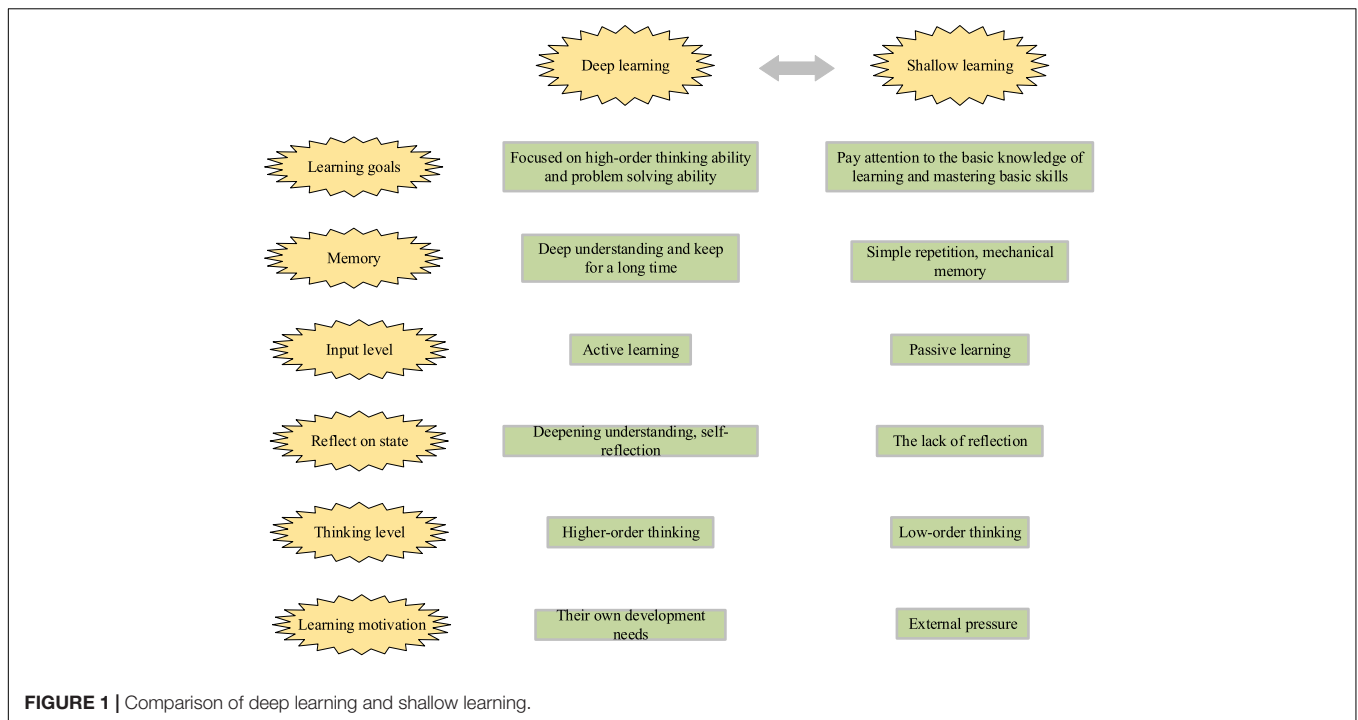 Deep learning
Shallow learning
Learning goals
Focused on high-order thinking ability
and problem solving ability
Pay attention to the basic knowledge of
learning and mastering basic skills
Memory
Deep understanding and keep
for a long time
Simple repetition, mechanical
memory
Input level
Active learning
Passive learning
Reflect on state
Deepening understanding, self-
reflection
The lack of reflection
Thinking level
Higher-order thinking
Low-order thinking
Learning motivation
Their own development
needs
External pressure
FIGURE 1 | Comparison of deep learning and shallow learning.